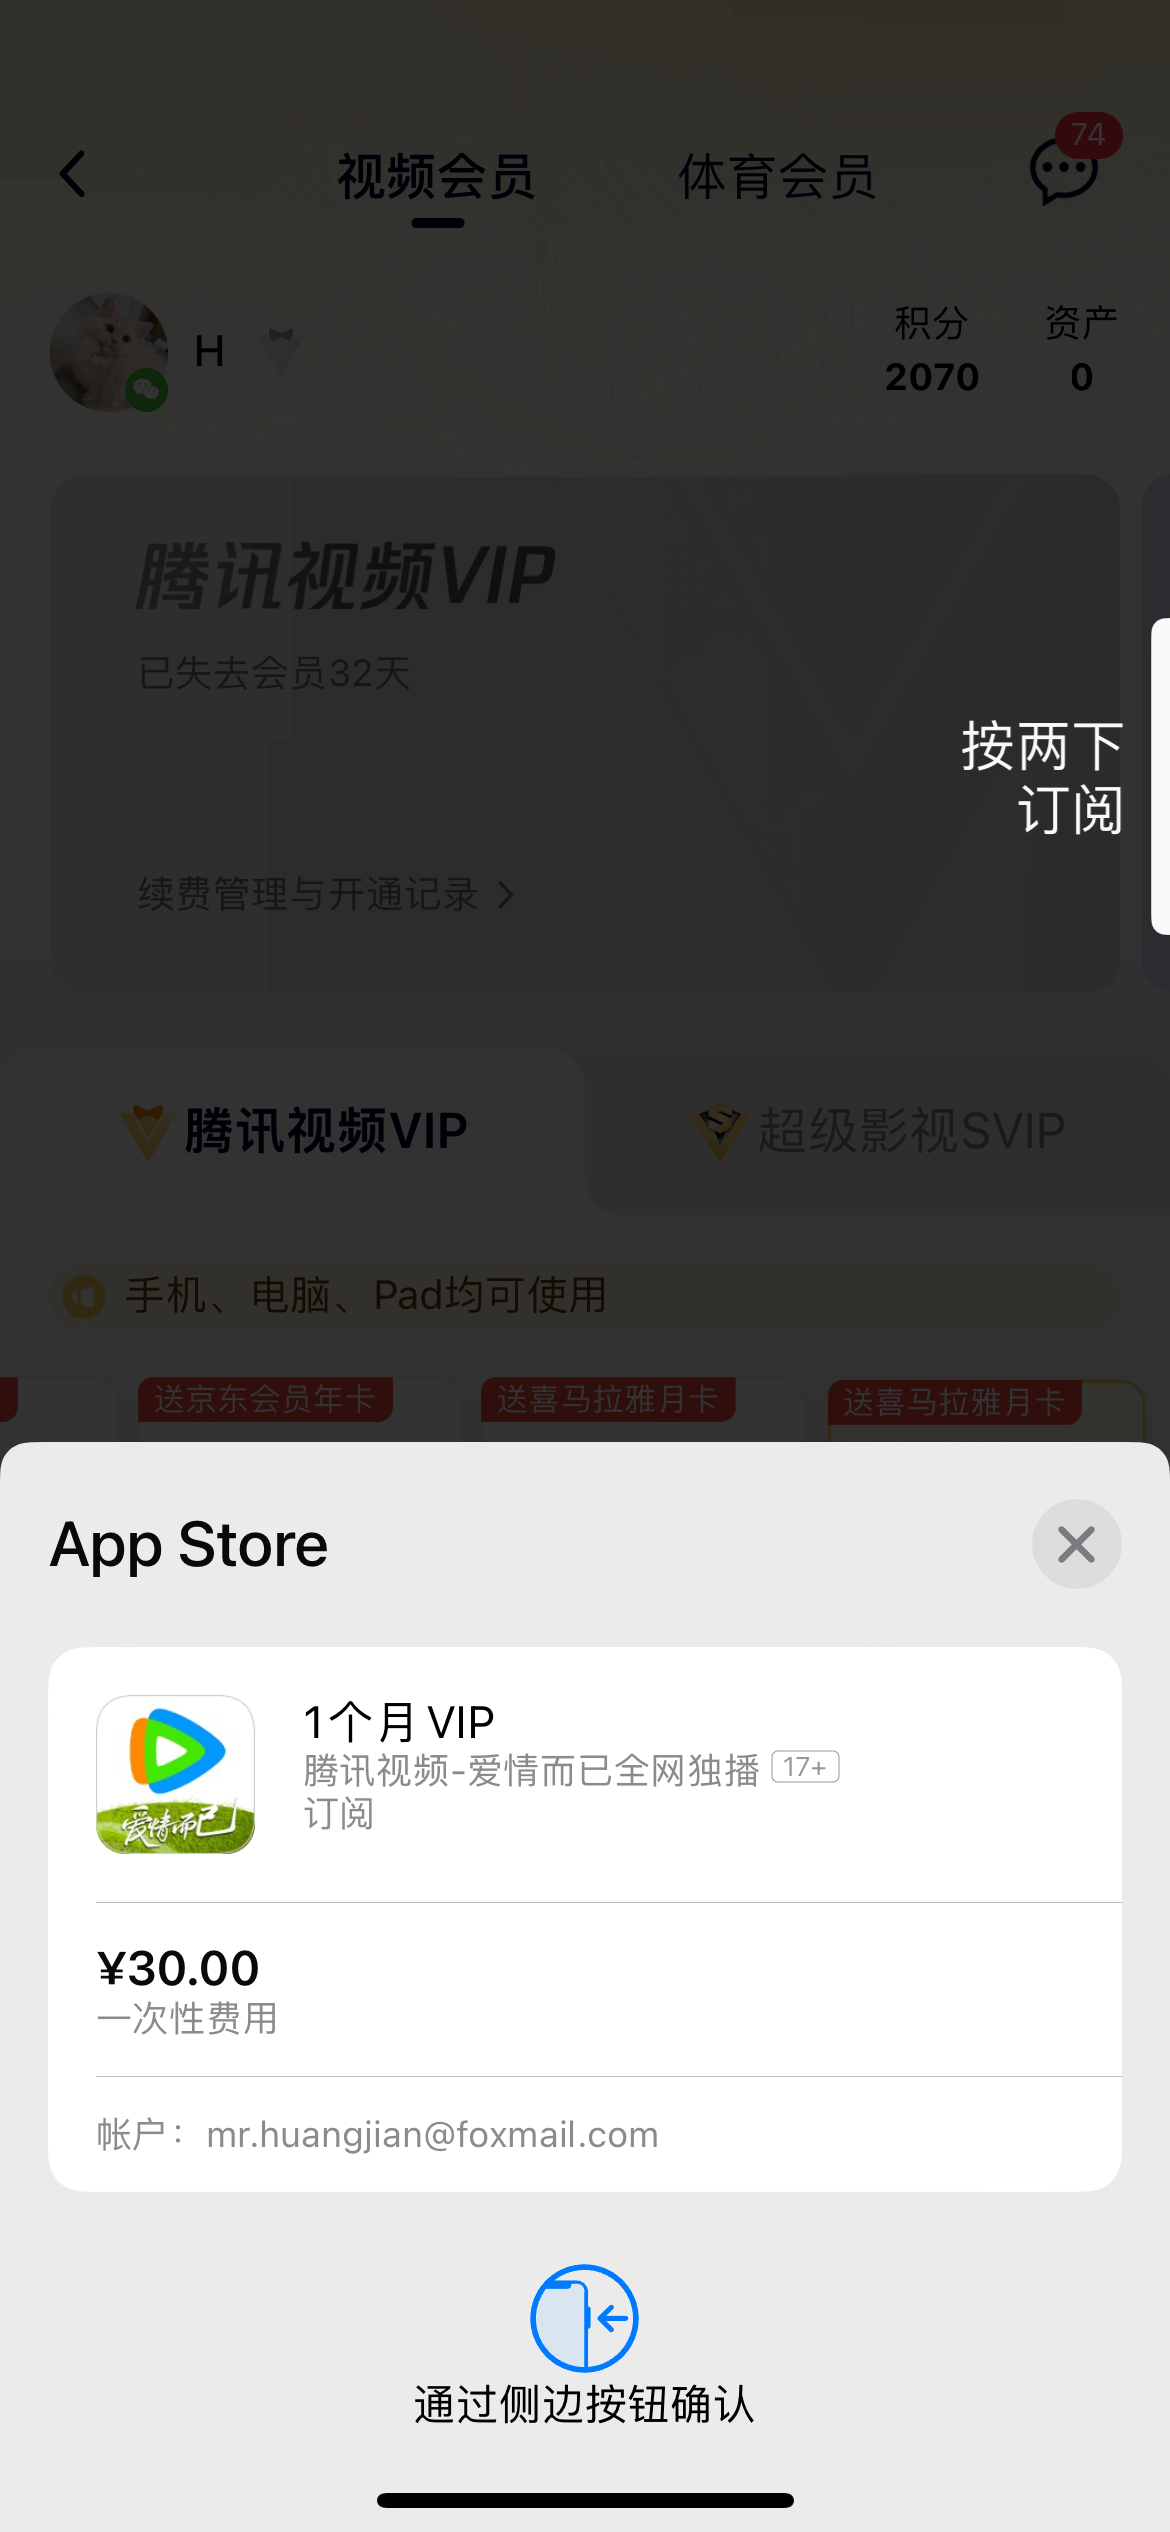 视频会员
体育会员
74
H
积分
2070
资产
0
腾讯视频VIP
已失去会员32天
按两下
订阅
续费管理与开通记录
腾讯视频VIP
超级影视SVIP
手机、电脑、Pad均可使用
送京东会员年卡
送喜马拉雅月卡
送喜马拉雅月卡
App Store
1个月 VIP
腾讯视频-爱情而已全网独播 17+
订阅
爱情而已
¥30.00
一次性费用
帐户：mr.huangjian@foxmail.com
通过侧边按钮确认